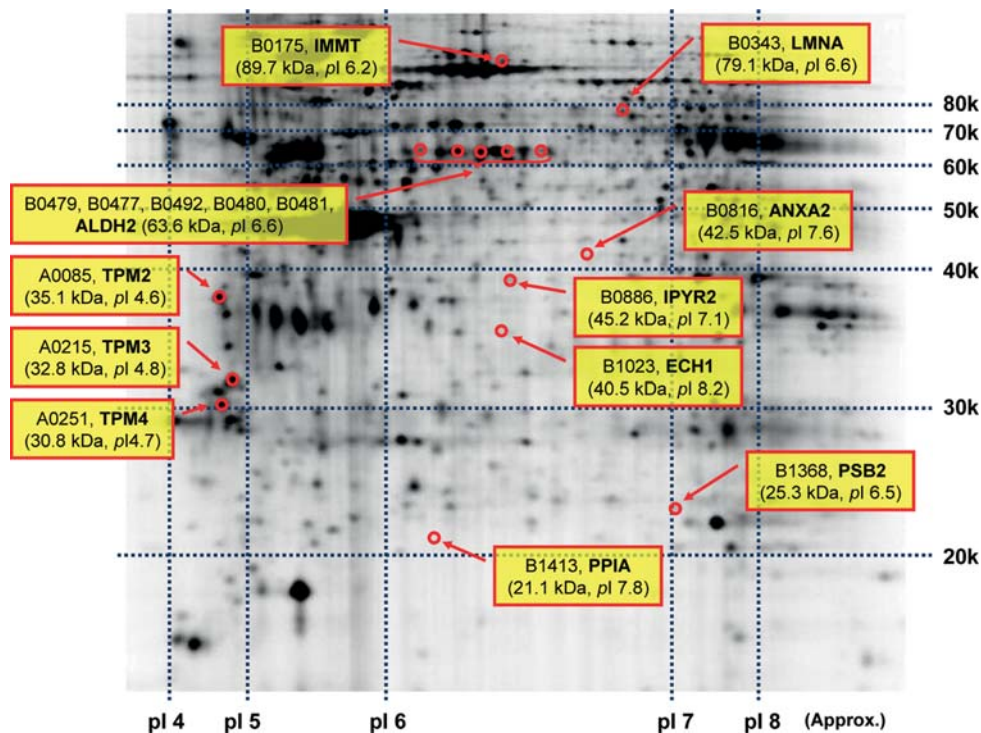 B0175, IMMT
(89.7 kDa, pI 6.2)
B0343, LMNA
(79.1 kDa, pI 6.6)
80k
70k
60k
B0479, B0477, B0492, B0480, B0481,
ALDH2 (63.6 kDa, pI 6.6)
B0816, ANXA2
(42.5 kDa, pI 7.6)
50k
A0085, TPM2
(35.1 kDa, pI 4.6)
40k
B0886, IPYR2
(45.2 kDa, pI 7.1)
A0215, TPM3
(32.8 kDa, pI 4.8)
B1023, ECH1
(40.5 kDa, pI 8.2)
A0251, TPM4
(30.8 kDa, pI4.7)
30k
B1368, PSB2
(25.3 kDa, pI 6.5)
B1413, PPIA
(21.1 kDa, pI 7.8)
20k
pI 4 pI 5 pI 6 pI 7 pI 8 (Approx.)